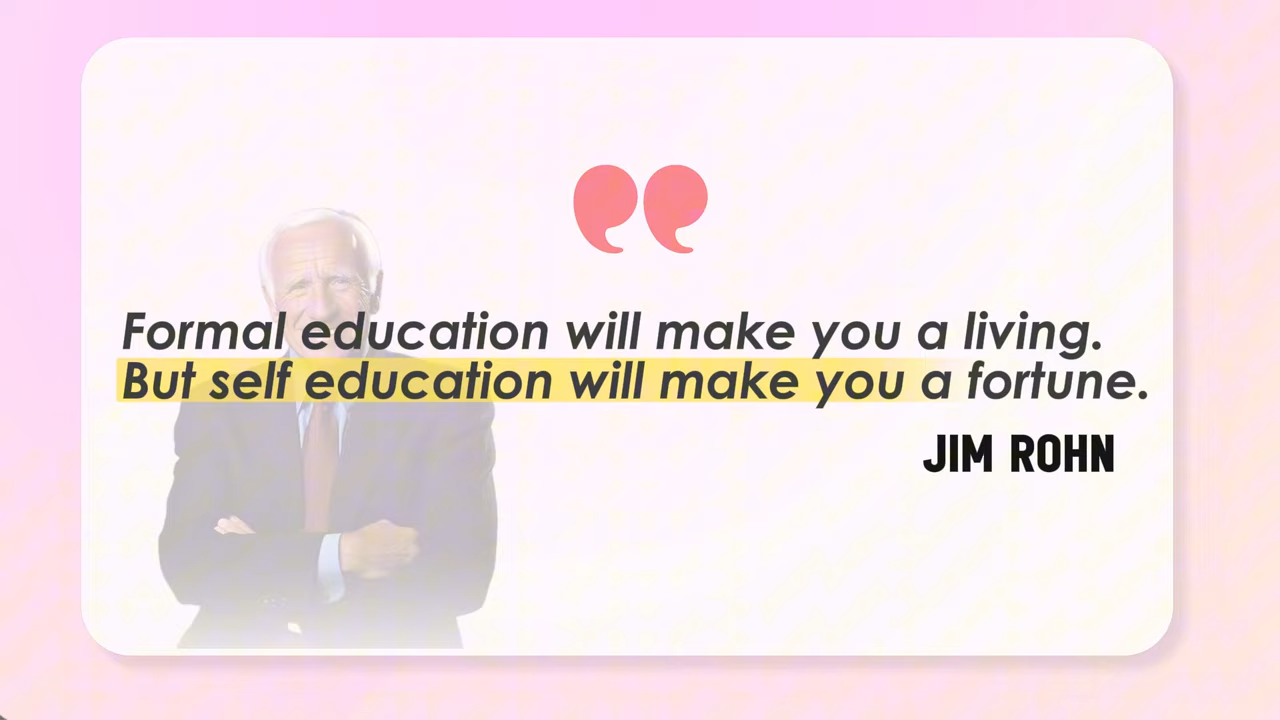 Formal education will make you a living.
But self education will make you a fortune.
JIM ROHN